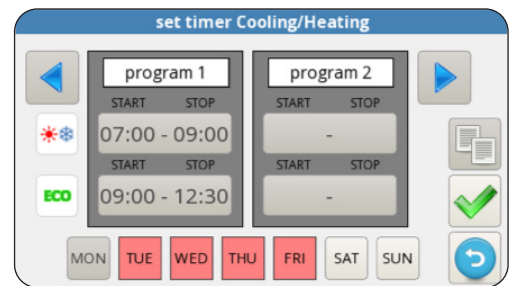 set timer Cooling/Heating
program 1 program 2
START STOP START STOP
07:00 - 09:00 -
START STOP START STOP
ECO 09:00 - 12:30 -
MON TUE WED THU FRI SAT SUN